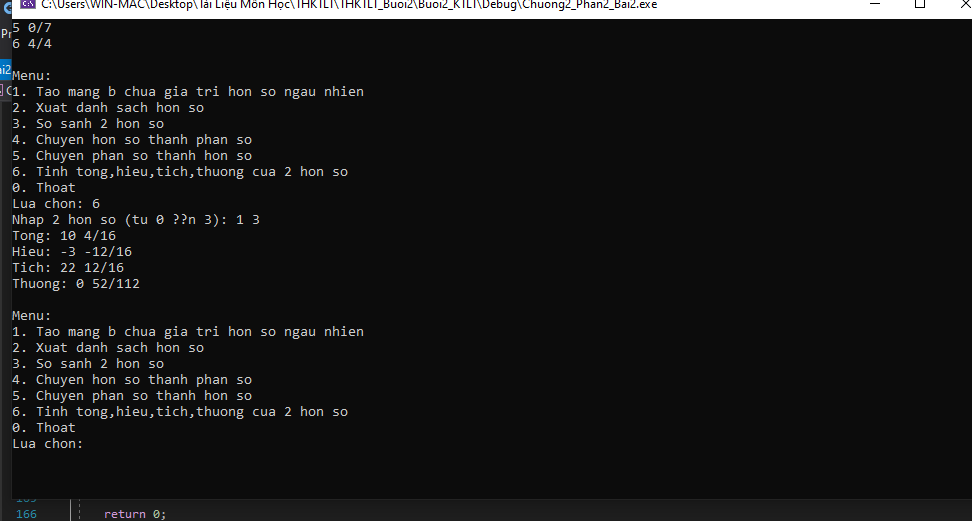 C:\Users\WIN-MAC\Desktop\Tài Liệu Môn Học\THKTLT\THKTLT_Buoi2\Buoi2_KTLT\Debug\Chuong2_Phan2_Bai2.exe
5 0/7
6 4/4
Menu:
1. Tao mang b chua gia tri hon so ngau nhien
2. Xuat danh sach hon so
3. So sanh 2 hon so
4. Chuyen hon so thanh phan so
5. Chuyen phan so thanh hon so
6. Tinh tong,hieu,tich,thuong cua 2 hon so
0. Thoat
Lua chon: 6
Nhap 2 hon so (tu 0 ??n 3): 1 3
Tong: 10 4/16
Hieu: -3 -12/16
Tich: 22 12/16
Thuong: 0 52/112
Menu:
1. Tao mang b chua gia tri hon so ngau nhien
2. Xuat danh sach hon so
3. So sanh 2 hon so
4. Chuyen hon so thanh phan so
5. Chuyen phan so thanh hon so
6. Tinh tong,hieu,tich,thuong cua 2 hon so
0. Thoat
Lua chon:
166 return 0;